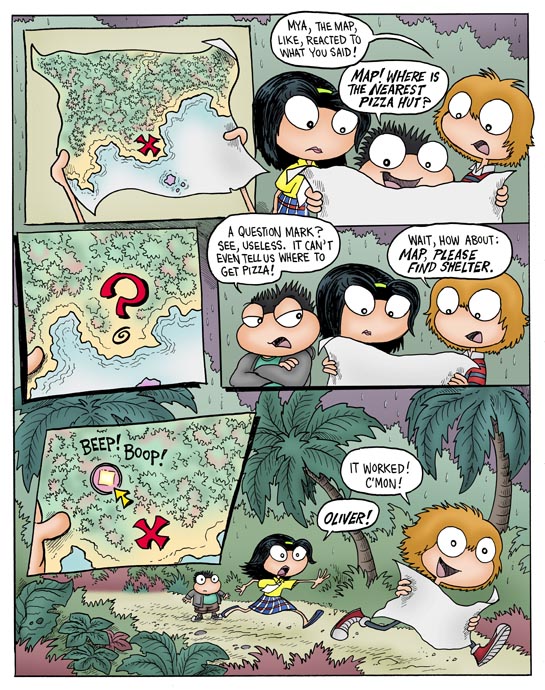 MYA, THE MAP,
LIKE, REACTED TO
WHAT YOU SAID!
MAP! WHERE IS
THE NEAREST
PIZZA HUT?
?
A QUESTION MARK?
SEE, USELESS. IT CAN'T
EVEN TELL US WHERE TO
GET PIZZA!
WAIT, HOW ABOUT:
MAP, PLEASE
FIND SHELTER.
BEEP! BOOP!
IT WORKED!
C'MON!
OLIVER!